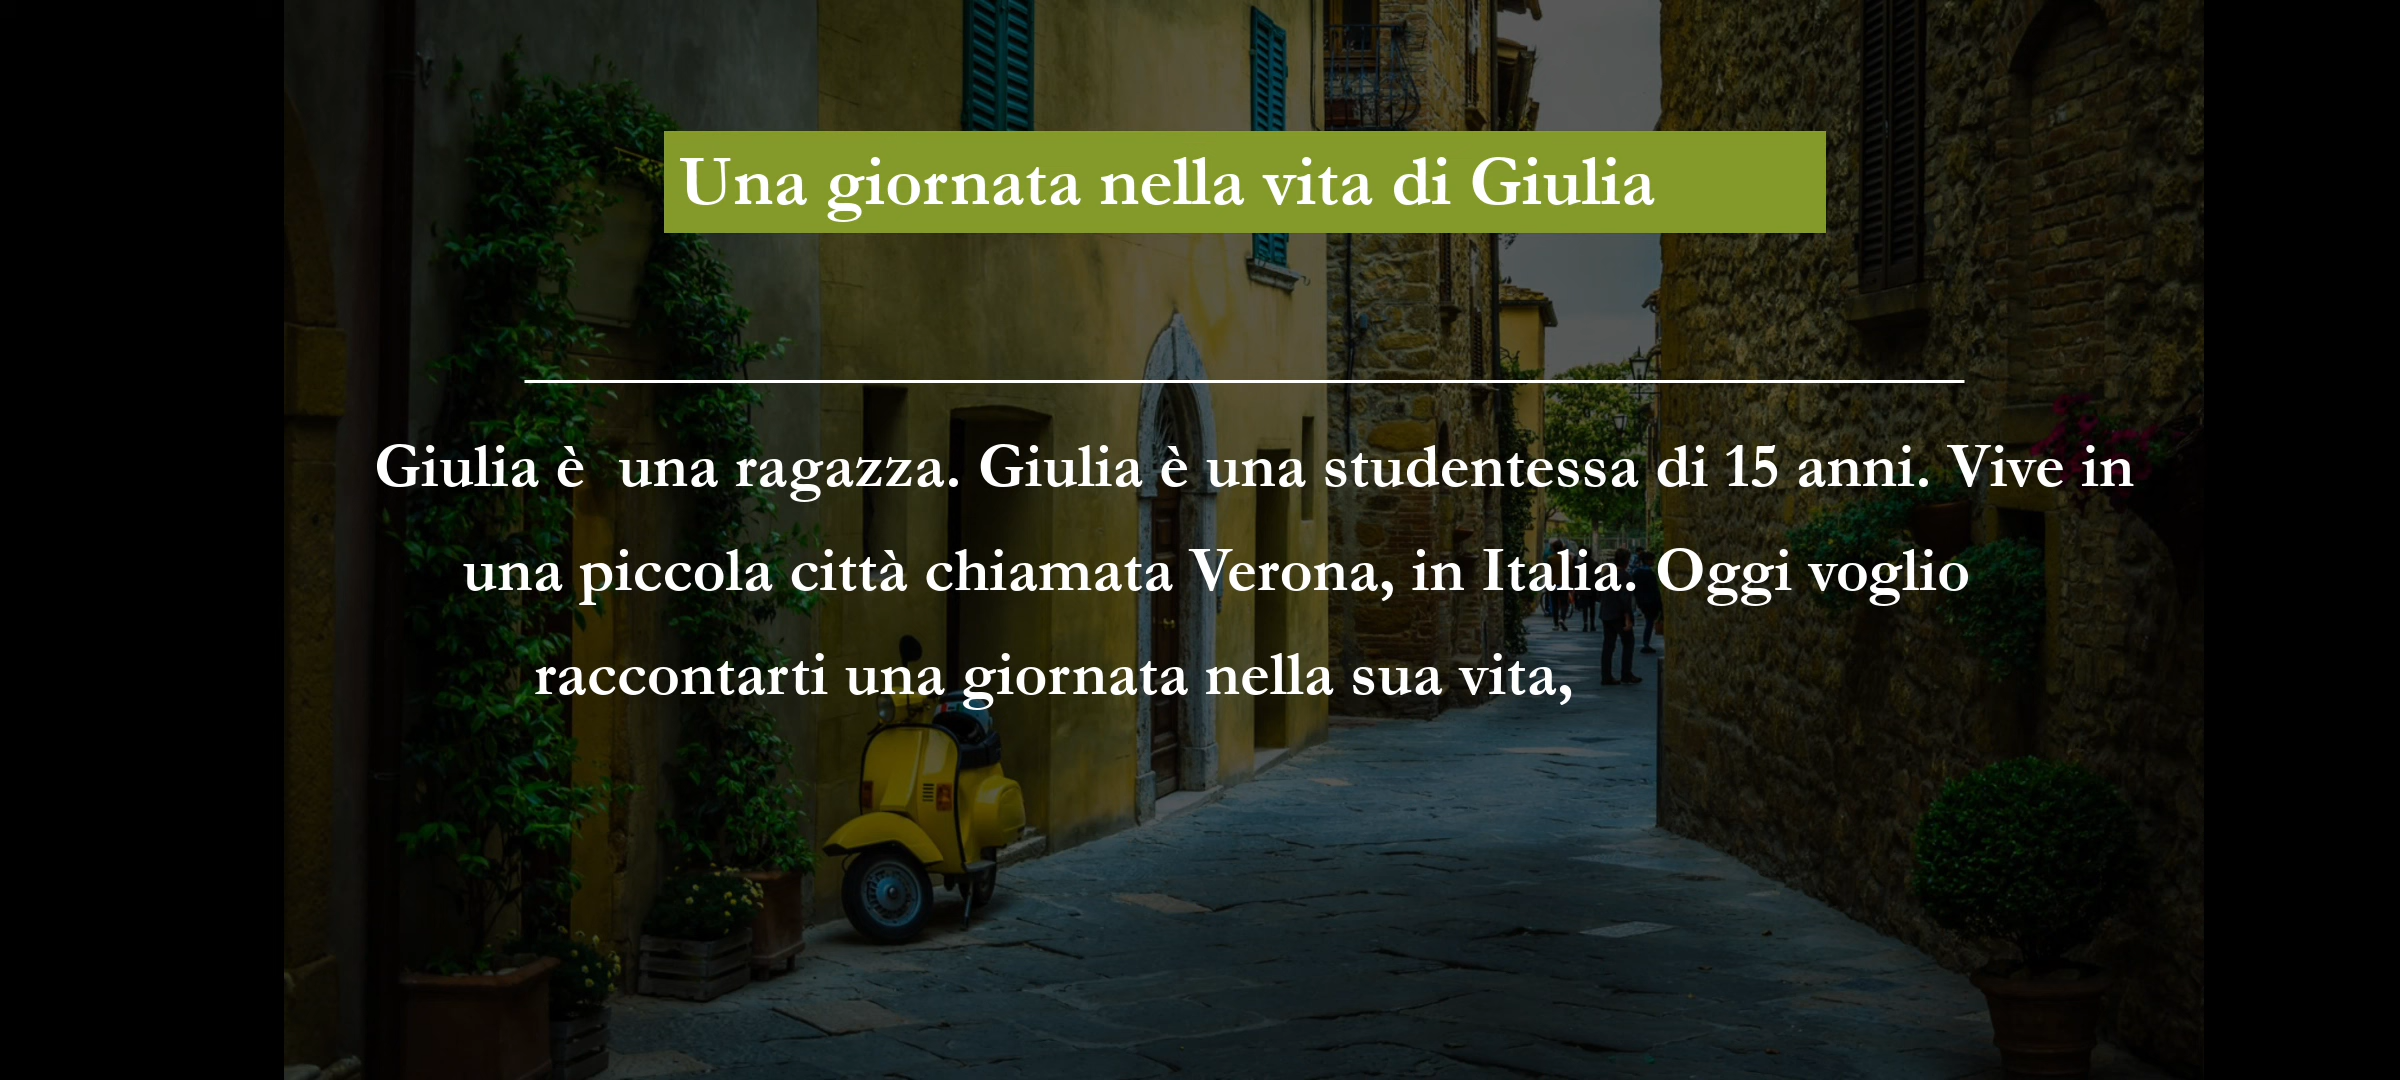 Una giornata nella vita di Giulia
Giulia è  una ragazza. Giulia è una studentessa di 15 anni. Vive in
una piccola città chiamata Verona, in Italia. Oggi voglio
raccontarti una giornata nella sua vita,